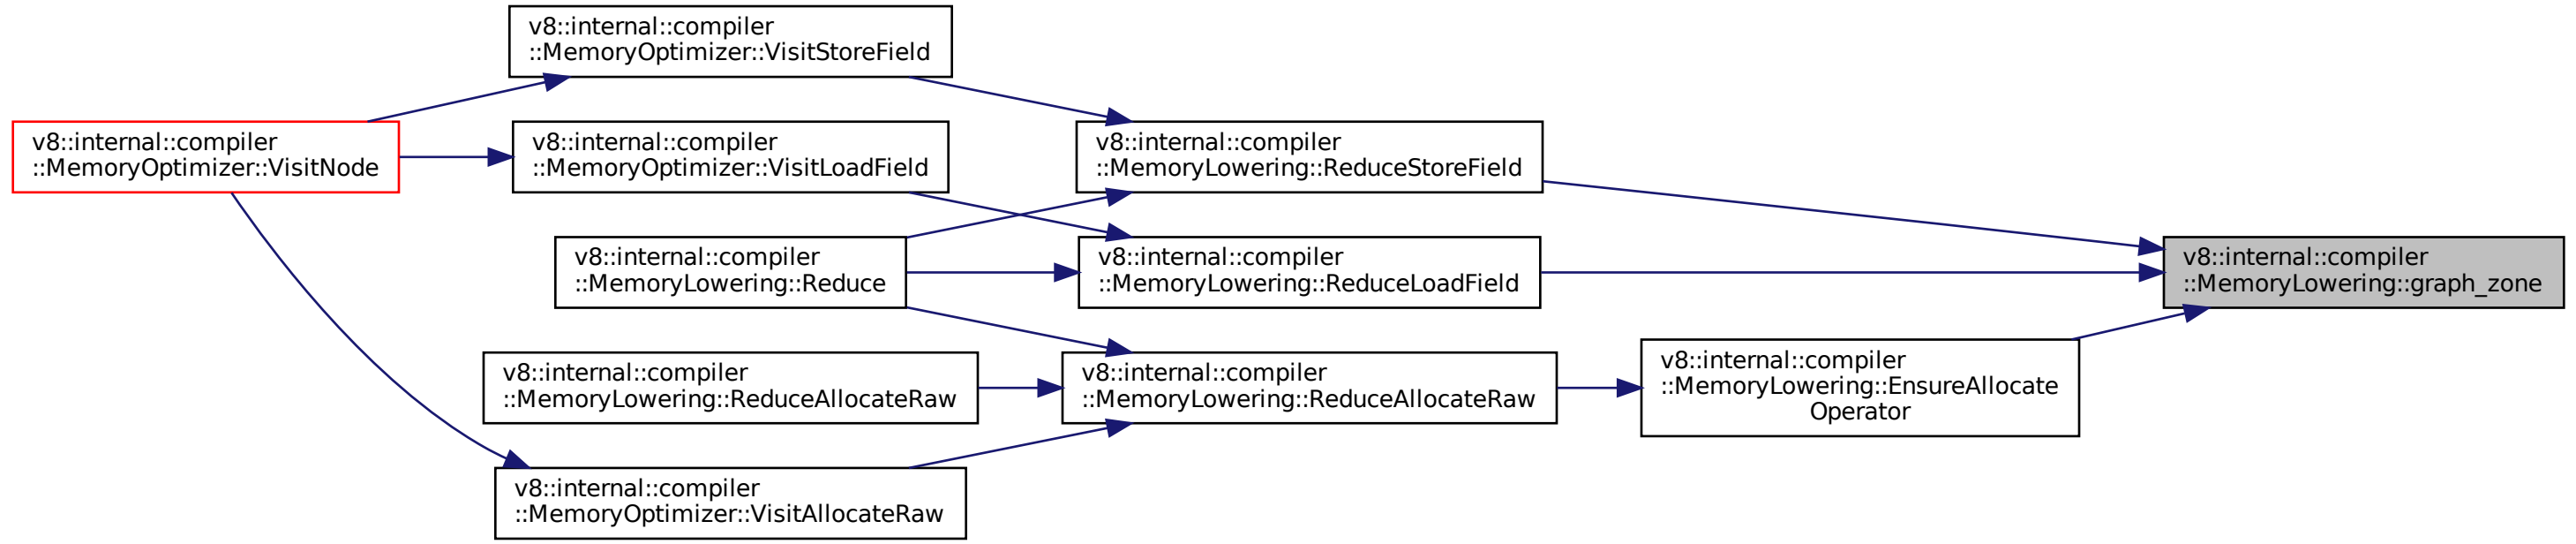 v8::internal::compiler
::MemoryOptimizer::VisitStoreField
v8::internal::compiler
::MemoryOptimizer::VisitNode
v8::internal::compiler
::MemoryOptimizer::VisitLoadField
v8::internal::compiler
::MemoryLowering::ReduceStoreField
v8::internal::compiler
::MemoryLowering::Reduce
v8::internal::compiler
::MemoryLowering::ReduceLoadField
v8::internal::compiler
::MemoryLowering::graph_zone
v8::internal::compiler
::MemoryLowering::ReduceAllocateRaw
v8::internal::compiler
::MemoryLowering::ReduceAllocateRaw
v8::internal::compiler
::MemoryLowering::EnsureAllocate
Operator
v8::internal::compiler
::MemoryOptimizer::VisitAllocateRaw